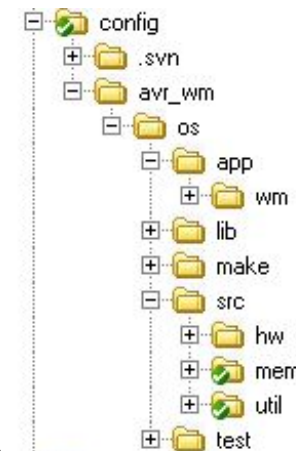 config
.svn
avr_wm
os
app
wm
lib
make
src
hw
mem
util
test